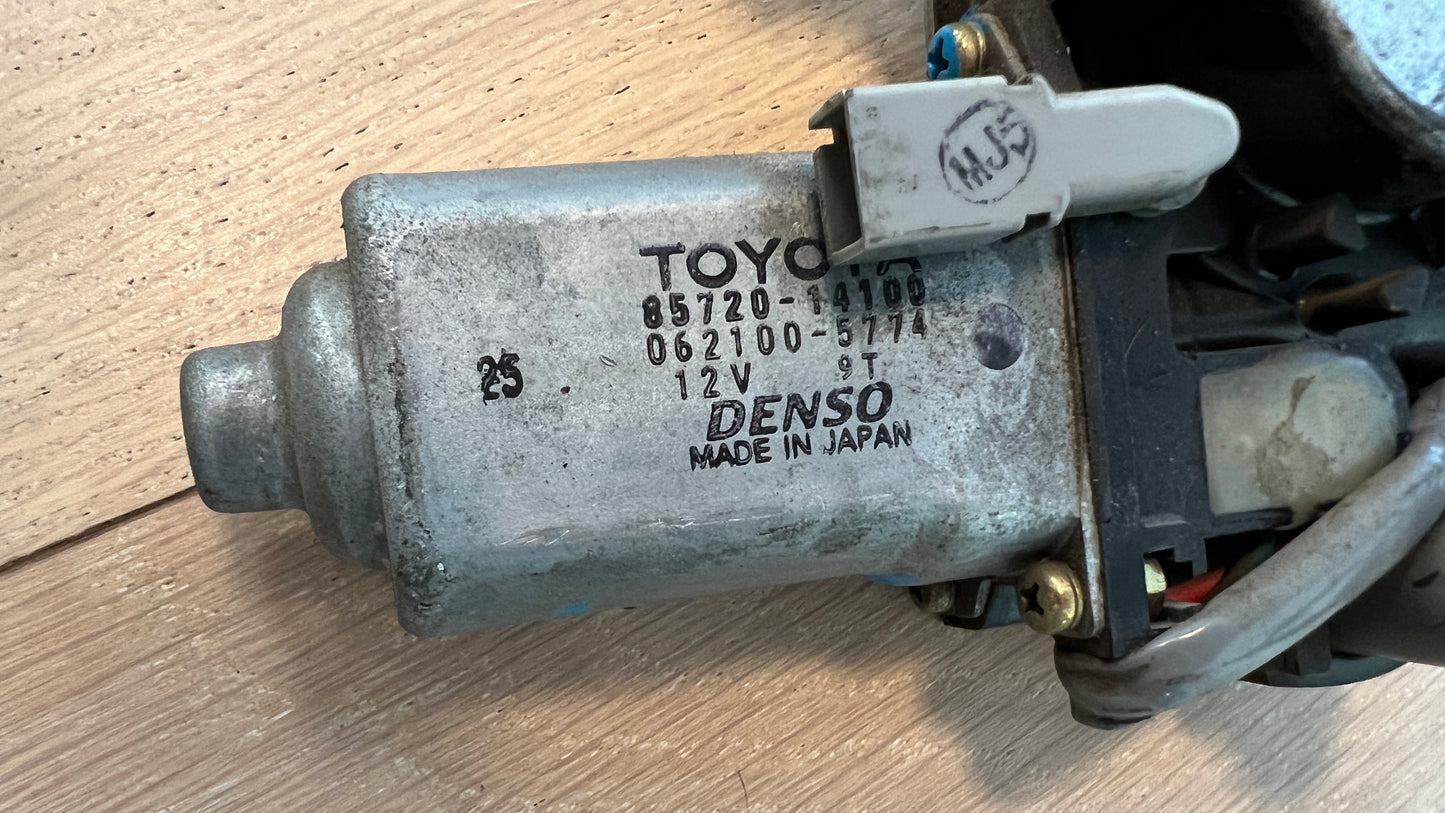 MJ5
TOYOTA
85720-14100
062100-5774
12V 9T
25
DENSO
MADE IN JAPAN